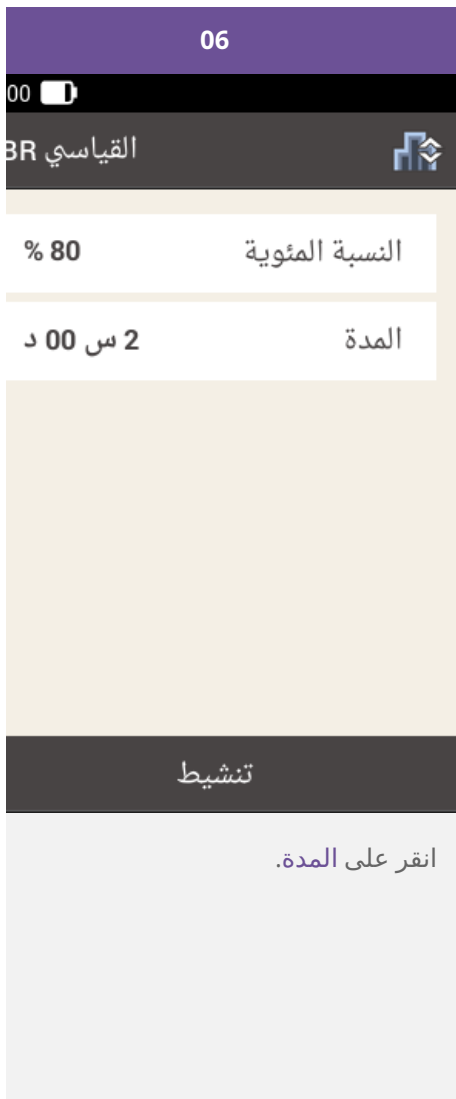 06
00
القياسي BR
النسبة المئوية 80 %
المدة 2 س 00 د
تنشيط
انقر على المدة.